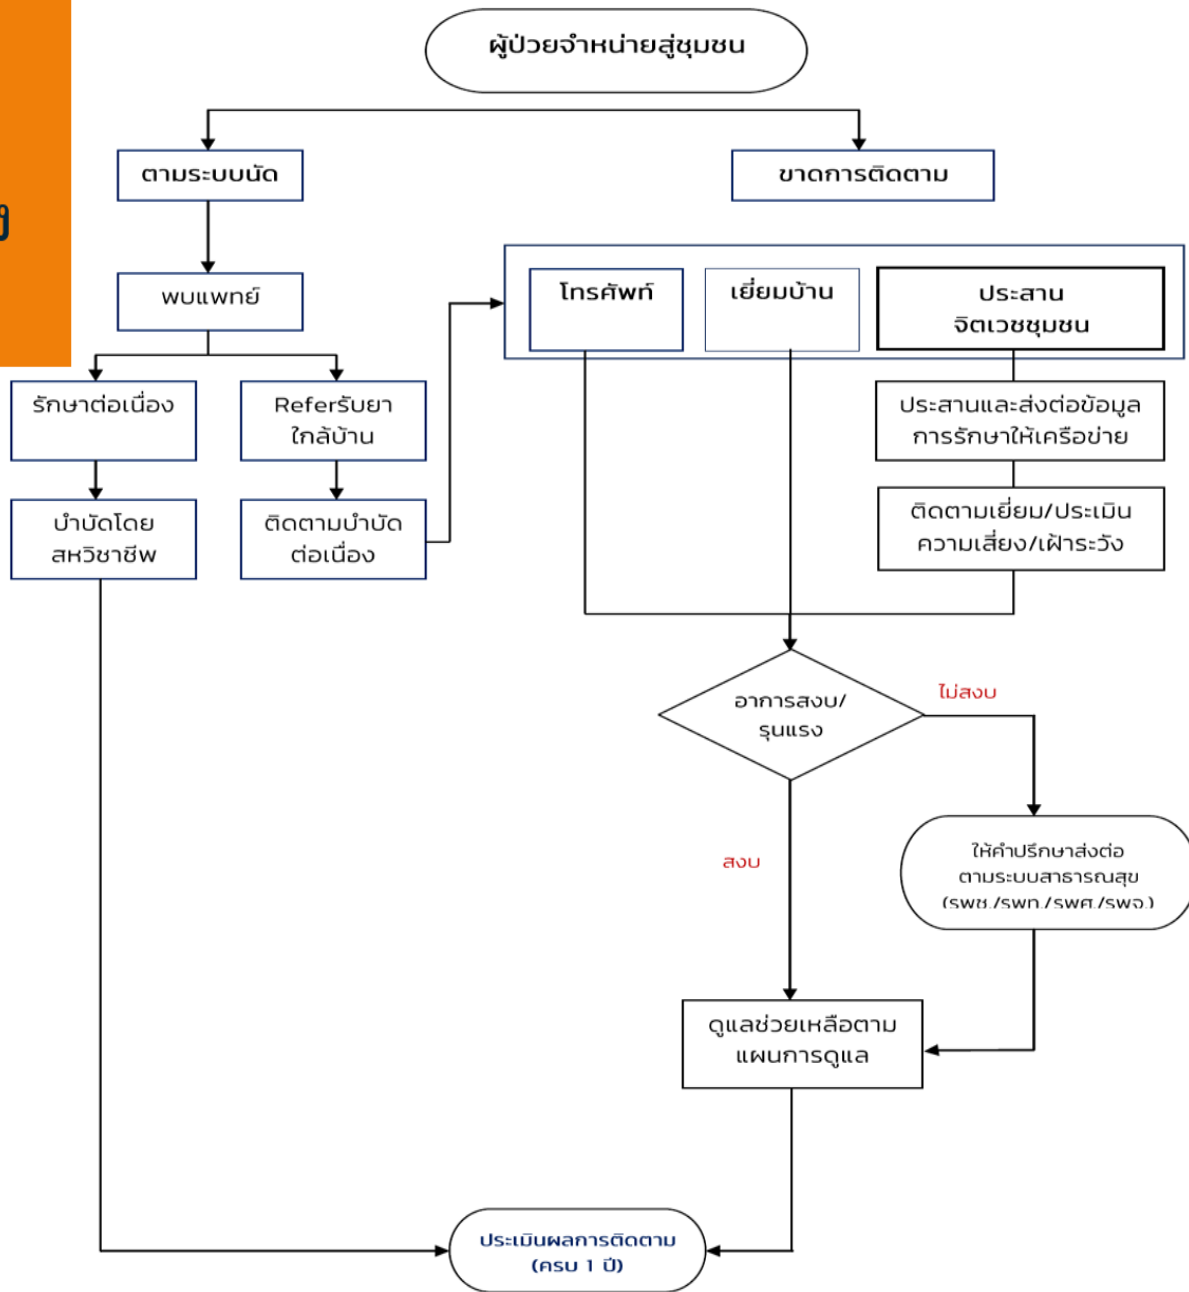 ผู้ป่วยจำหน่ายสู่ชุมชน
ตามระบบนัด
ขาดการติดตาม
พบแพทย์
โทรศัพท์
เยี่ยมบ้าน
ประสาน
จิตเวชชุมชน
รักษาต่อเนื่อง
Referรับยา
ใกล้บ้าน
ประสานและส่งต่อข้อมูล
การรักษาให้เครือข่าย
บำบัดโดย
สหวิชาชีพ
ติดตามบำบัด
ต่อเนื่อง
ติดตามเยี่ยม/ประเมิน
ความเสี่ยง/เฝ้าระวัง
อาการสงบ/
รุนแรง
ไม่สงบ
สงบ
ให้คำปรึกษาส่งต่อ
ตามระบบสาธารณสุข
(รพช./รพท./รพศ./รพจ.)
ดูแลช่วยเหลือตาม
แผนการดูแล
ประเมินผลการติดตาม
(ครบ 1 ปี)